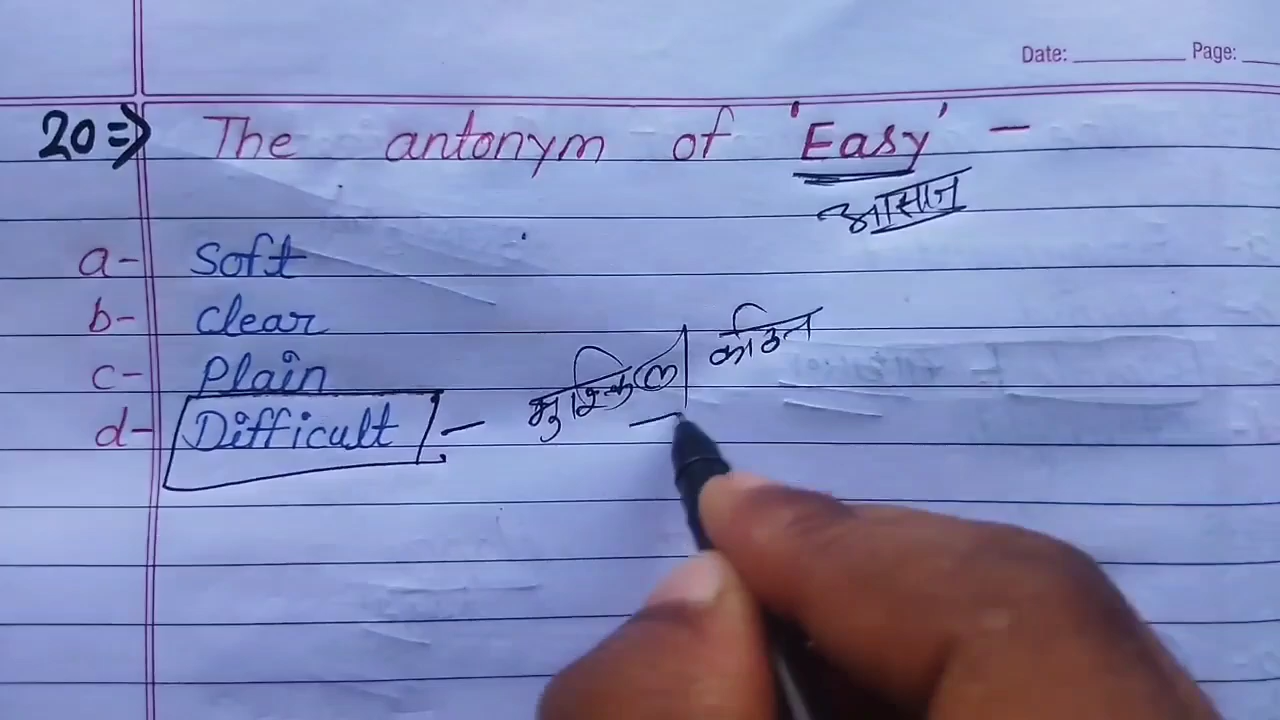 Date: Page:
20⇒ The antonym of 'Easy' –
आसान
a- Soft
b- Clear
c- Plain
d- Difficult – मुश्किल / कठिन